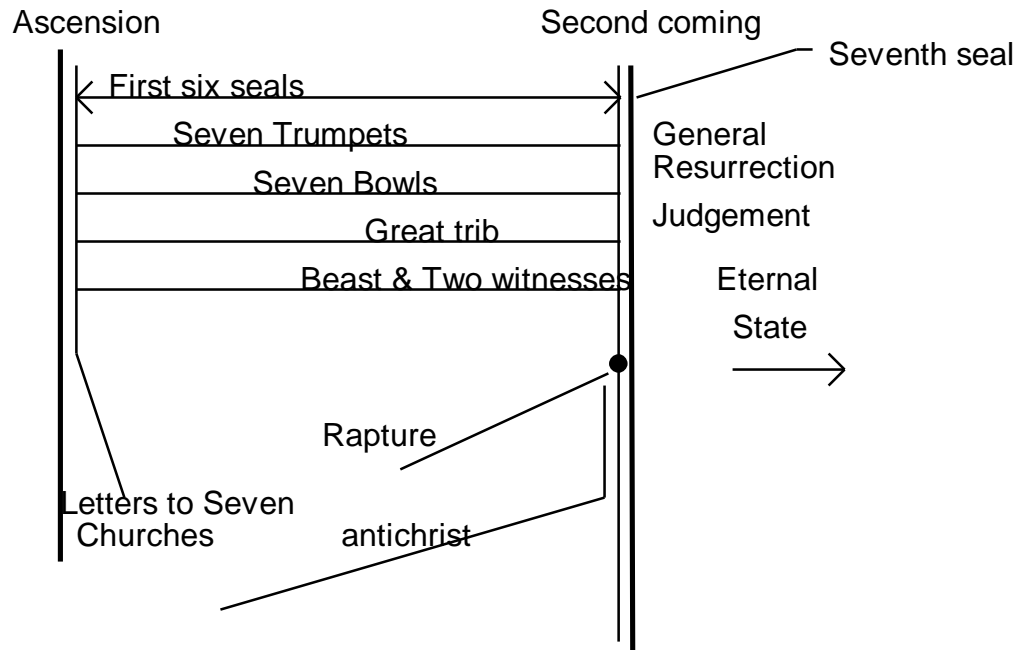 Ascension
Second coming
Seventh seal
First six seals
Seven Trumpets
General
Resurrection
Seven Bowls
Judgement
Great trib
Beast & Two witnesses
Eternal
State
Rapture
Letters to Seven
Churches
antichrist